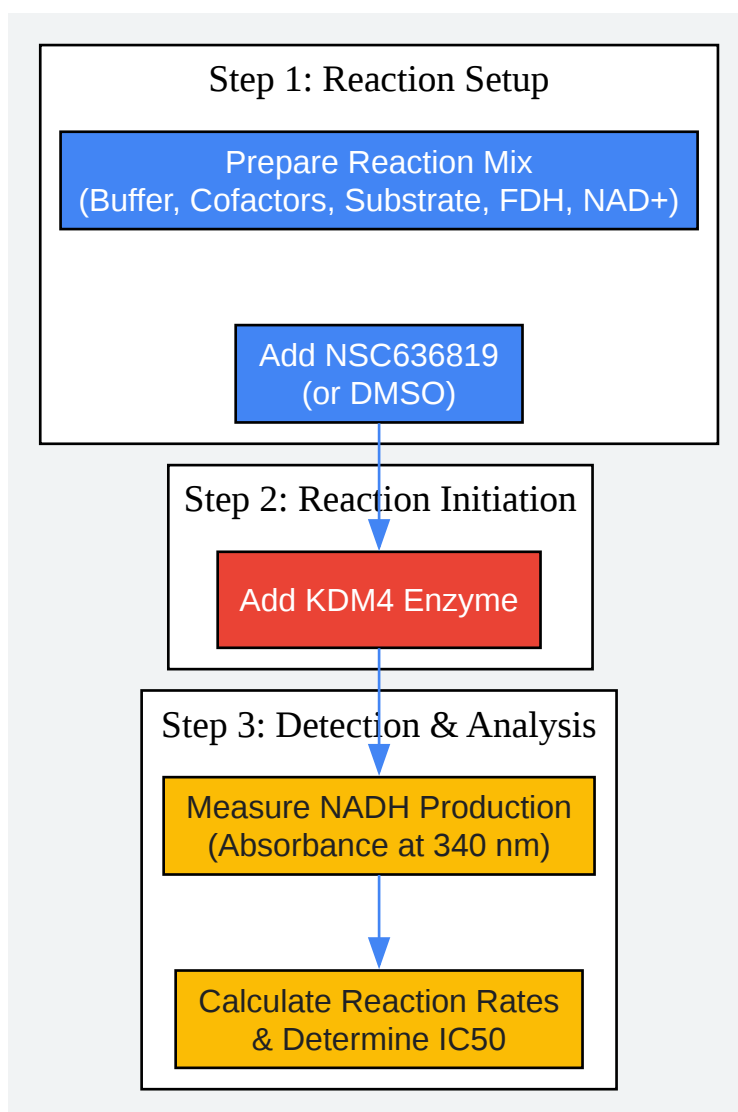 Step 1: Reaction Setup
Prepare Reaction Mix
(Buffer, Cofactors, Substrate, FDH, NAD+)
Add NSC636819
(or DMSO)
Step 2: Reaction Initiation
Add KDM4 Enzyme
Step 3: Detection & Analysis
Measure NADH Production
(Absorbance at 340 nm)
Calculate Reaction Rates
& Determine IC50